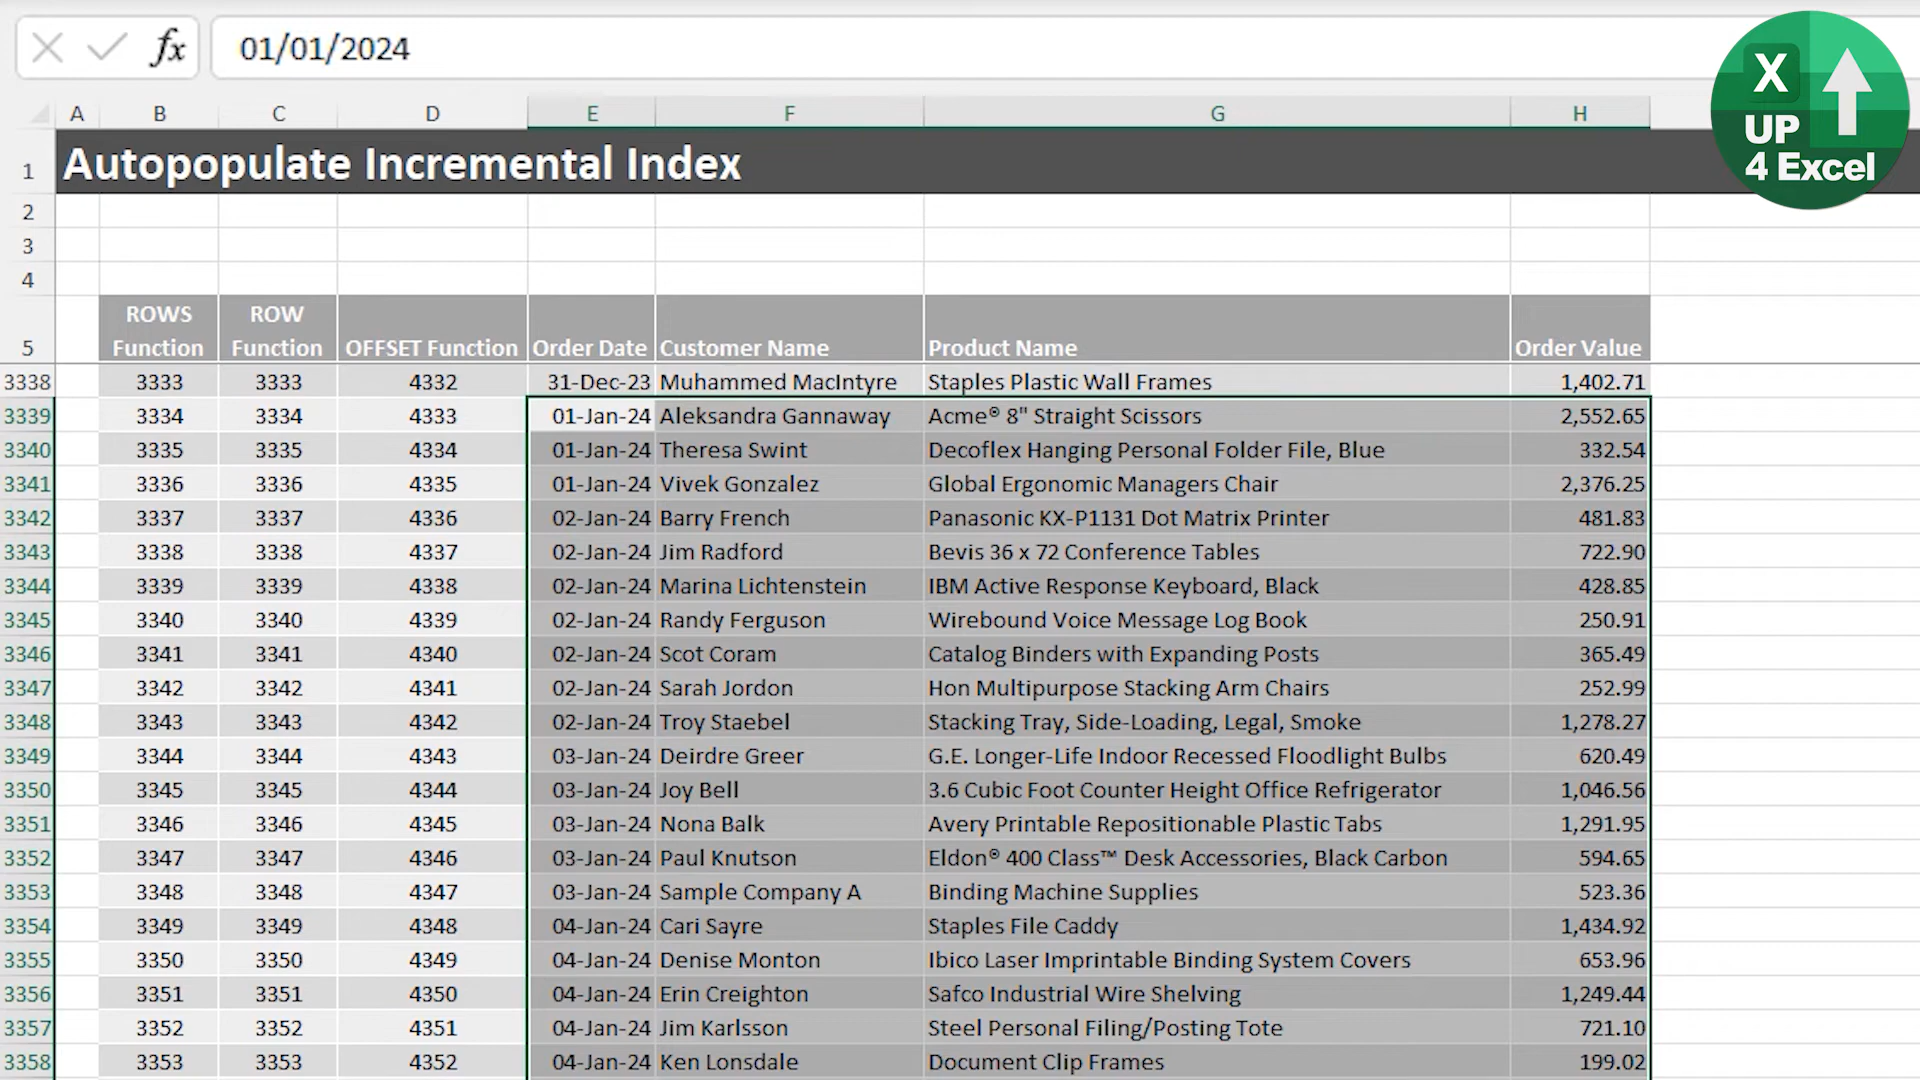 fx 01/01/2024
X
UP
4 Excel
A B C D E F G H
1 Autopopulate Incremental Index
2
3
4
5 ROWS Function ROW Function OFFSET Function Order Date Customer Name Product Name Order Value
3338 3333 3333 4332 31-Dec-23 Muhammed MacIntyre Staples Plastic Wall Frames 1,402.71
3339 3334 3334 4333 01-Jan-24 Aleksandra Gannaway Acme® 8" Straight Scissors 2,552.65
3340 3335 3335 4334 01-Jan-24 Theresa Swint Decoflex Hanging Personal Folder File, Blue 332.54
3341 3336 3336 4335 01-Jan-24 Vivek Gonzalez Global Ergonomic Managers Chair 2,376.25
3342 3337 3337 4336 02-Jan-24 Barry French Panasonic KX-P1131 Dot Matrix Printer 481.83
3343 3338 3338 4337 02-Jan-24 Jim Radford Bevis 36 x 72 Conference Tables 722.90
3344 3339 3339 4338 02-Jan-24 Marina Lichtenstein IBM Active Response Keyboard, Black 428.85
3345 3340 3340 4339 02-Jan-24 Randy Ferguson Wirebound Voice Message Log Book 250.91
3346 3341 3341 4340 02-Jan-24 Scot Coram Catalog Binders with Expanding Posts 365.49
3347 3342 3342 4341 02-Jan-24 Sarah Jordon Hon Multipurpose Stacking Arm Chairs 252.99
3348 3343 3343 4342 02-Jan-24 Troy Staebel Stacking Tray, Side-Loading, Legal, Smoke 1,278.27
3349 3344 3344 4343 03-Jan-24 Deirdre Greer G.E. Longer-Life Indoor Recessed Floodlight Bulbs 620.49
3350 3345 3345 4344 03-Jan-24 Joy Bell 3.6 Cubic Foot Counter Height Office Refrigerator 1,046.56
3351 3346 3346 4345 03-Jan-24 Nona Balk Avery Printable Repositionable Plastic Tabs 1,291.95
3352 3347 3347 4346 03-Jan-24 Paul Knutson Eldon® 400 Class™ Desk Accessories, Black Carbon 594.65
3353 3348 3348 4347 03-Jan-24 Sample Company A Binding Machine Supplies 523.36
3354 3349 3349 4348 04-Jan-24 Cari Sayre Staples File Caddy 1,434.92
3355 3350 3350 4349 04-Jan-24 Denise Monton Ibico Laser Imprintable Binding System Covers 653.96
3356 3351 3351 4350 04-Jan-24 Erin Creighton Safco Industrial Wire Shelving 1,249.44
3357 3352 3352 4351 04-Jan-24 Jim Karlsson Steel Personal Filing/Posting Tote 721.10
3358 3353 3353 4352 04-Jan-24 Ken Lonsdale Document Clip Frames 199.02